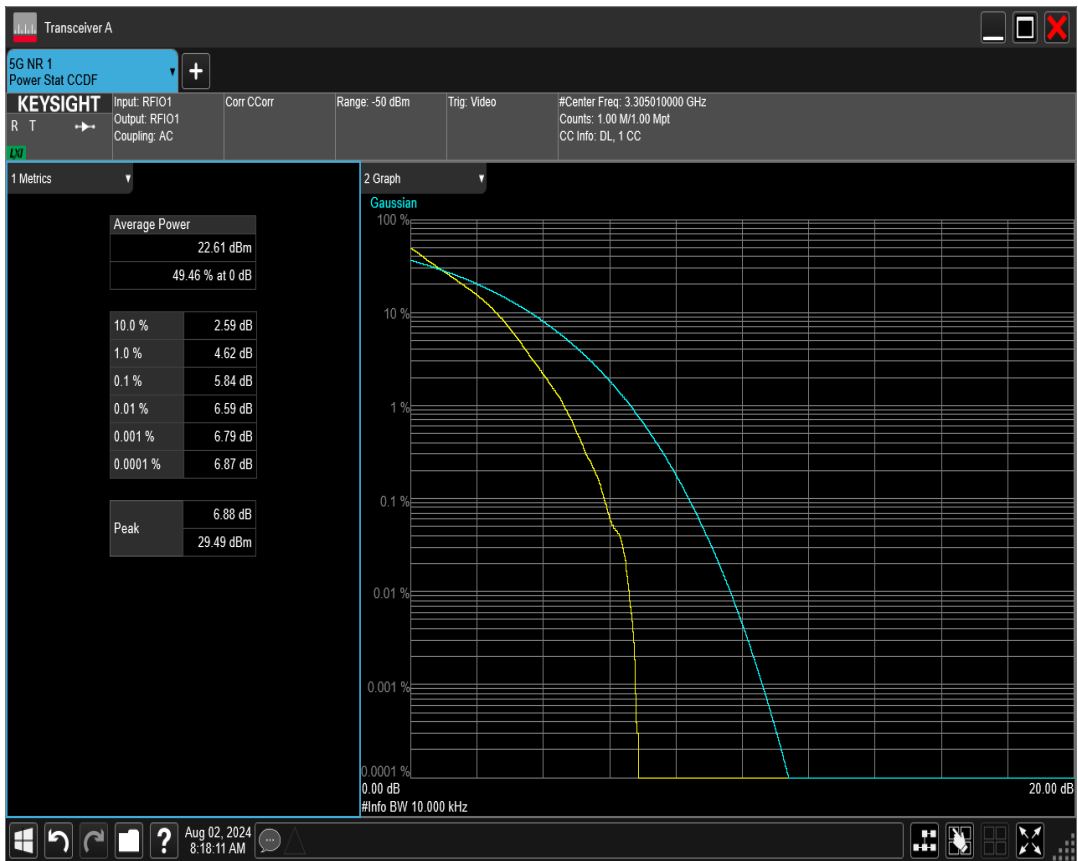 Transceiver A
5G NR 1
Power Stat CCDF
+
KEYSIGHT
R T
LXI
Input: RFIO1
Output: RFIO1
Coupling: AC
Corr CCorr
Range: -50 dBm
Trig: Video
#Center Freq: 3.305010000 GHz
Counts: 1.00 M/1.00 Mpt
CC Info: DL, 1 CC
1 Metrics
Average Power
22.61 dBm
49.46 % at 0 dB
10.0 % 2.59 dB
1.0 % 4.62 dB
0.1 % 5.84 dB
0.01 % 6.59 dB
0.001 % 6.79 dB
0.0001 % 6.87 dB
Peak
6.88 dB
29.49 dBm
2 Graph
Gaussian
100 %
10 %
1 %
0.1 %
0.01 %
0.001 %
0.0001 %
0.00 dB
20.00 dB
#Info BW 10.000 kHz
?
Aug 02, 2024
8:18:11 AM